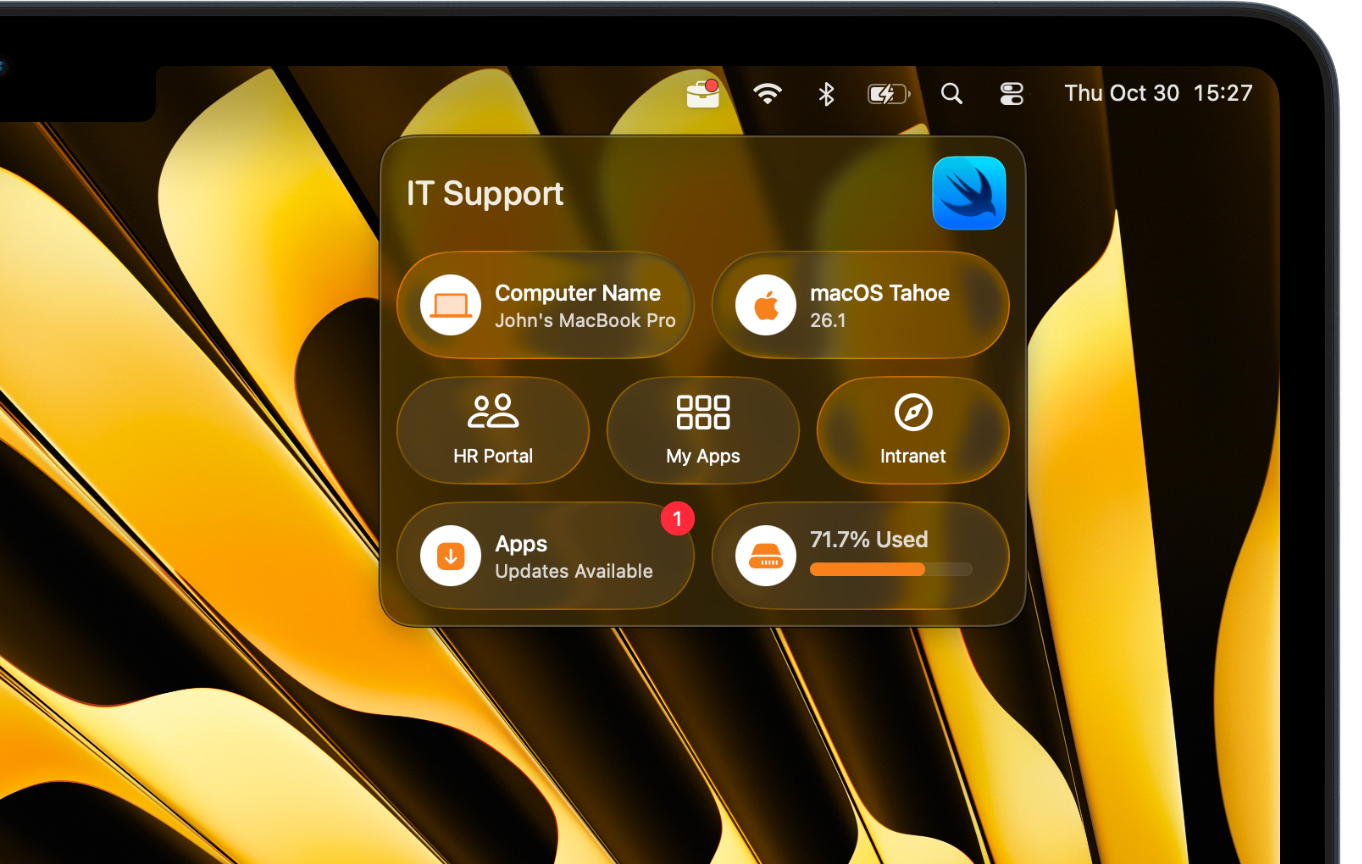 Thu Oct 30 15:27
IT Support
Computer Name
John's MacBook Pro
macOS Tahoe
26.1
HR Portal
My Apps
Intranet
1
Apps
Updates Available
71.7% Used